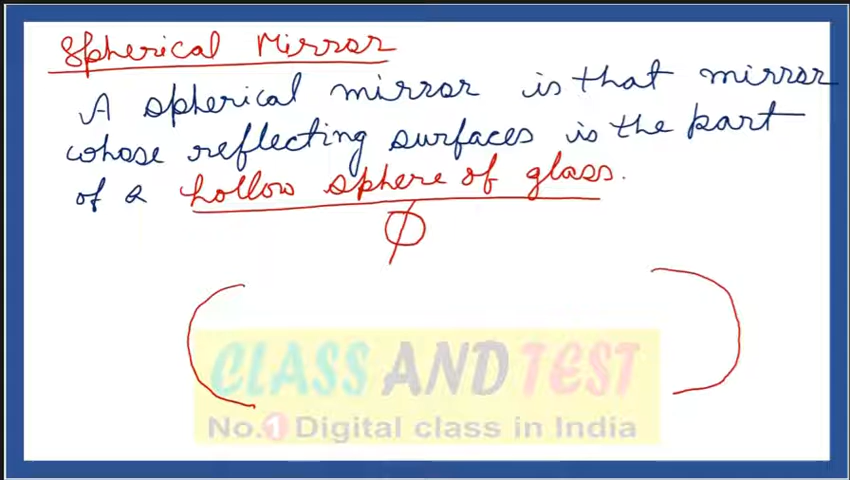 Spherical Mirror
A spherical mirror is that mirror
whose reflecting surfaces is the part
of a hollow sphere of glass.
CLASS AND TEST
No.1 Digital class in India